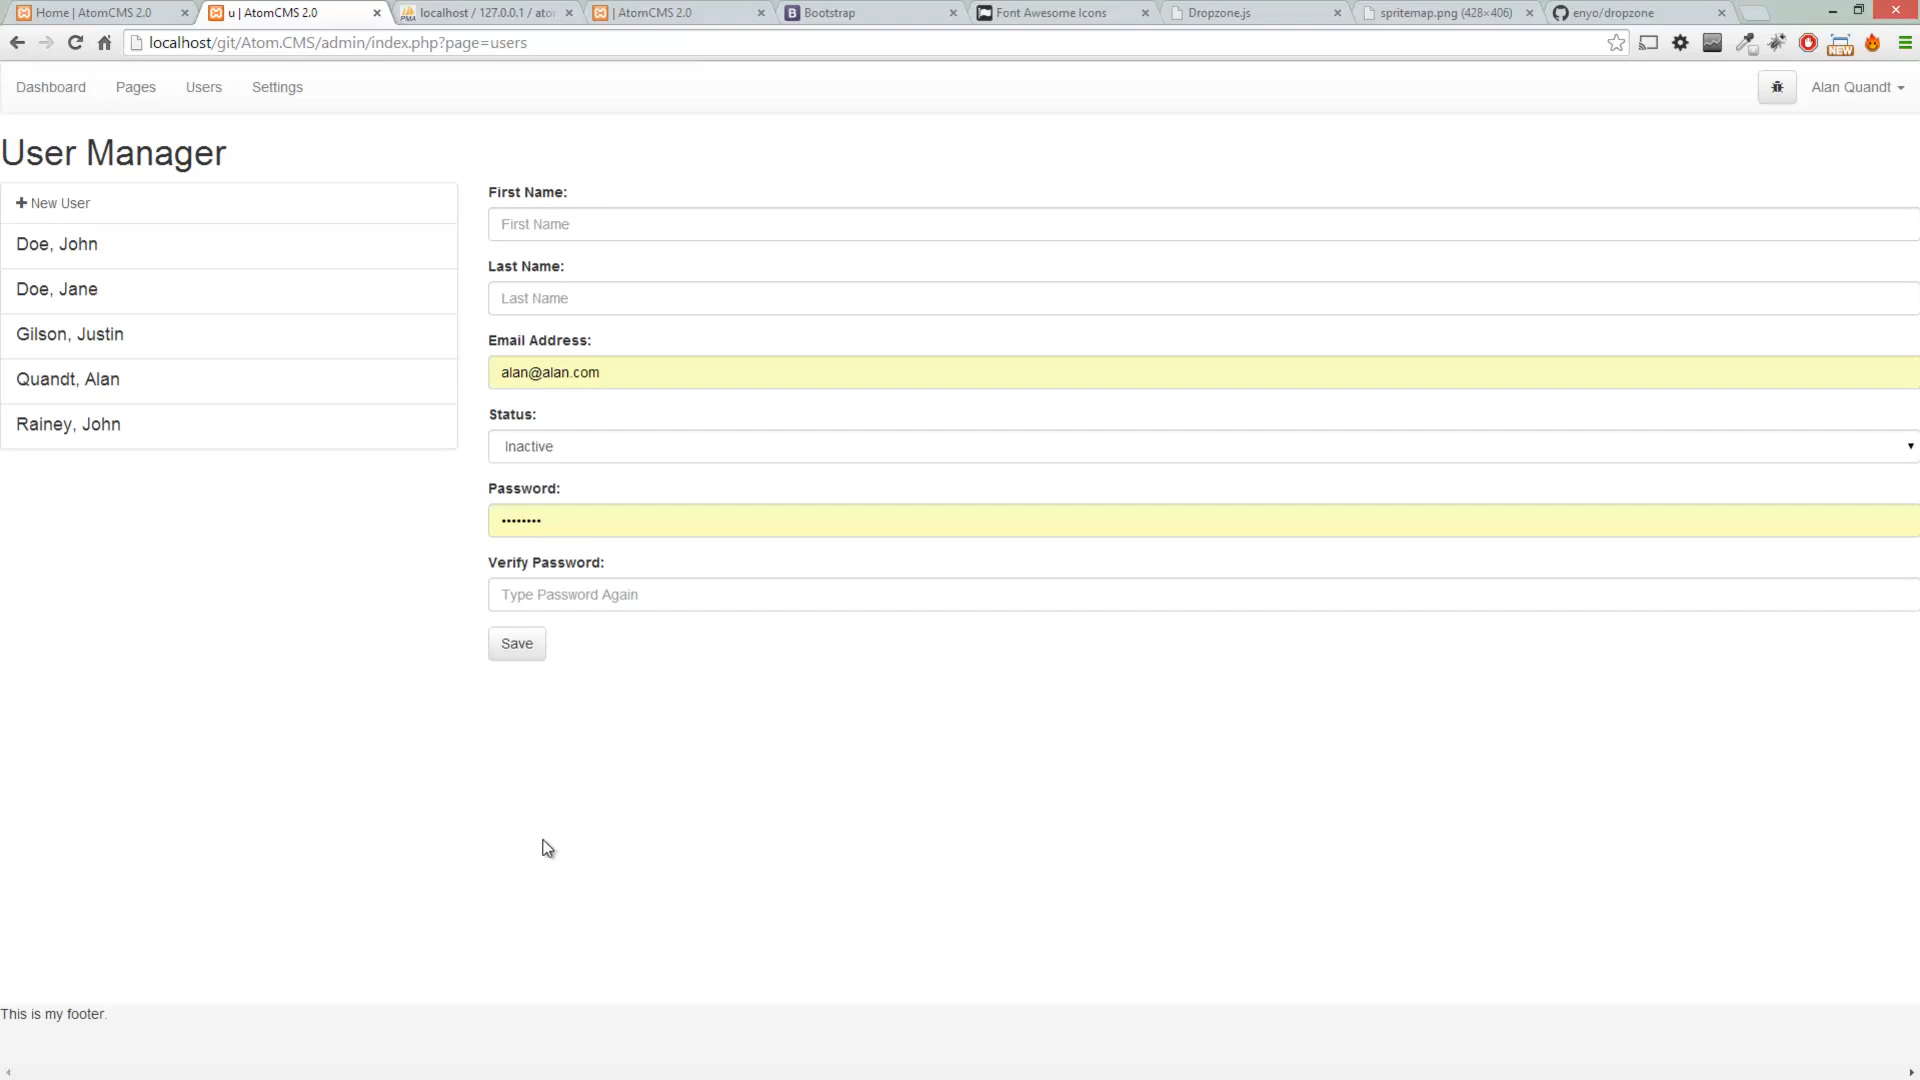 Home | AtomCMS 2.0
u | AtomCMS 2.0
localhost / 127.0.0.1 / ato
| AtomCMS 2.0
Bootstrap
Font Awesome Icons
Dropzone.js
spritemap.png (428×406)
enyo/dropzone
localhost/git/Atom.CMS/admin/index.php?page=users
NEW
Dashboard
Pages
Users
Settings
Alan Quandt
User Manager
New User
Doe, John
Doe, Jane
Gilson, Justin
Quandt, Alan
Rainey, John
First Name:
First Name
Last Name:
Last Name
Email Address:
alan@alan.com
Status:
Inactive
Password:
••••••••
Verify Password:
Type Password Again
Save
This is my footer.